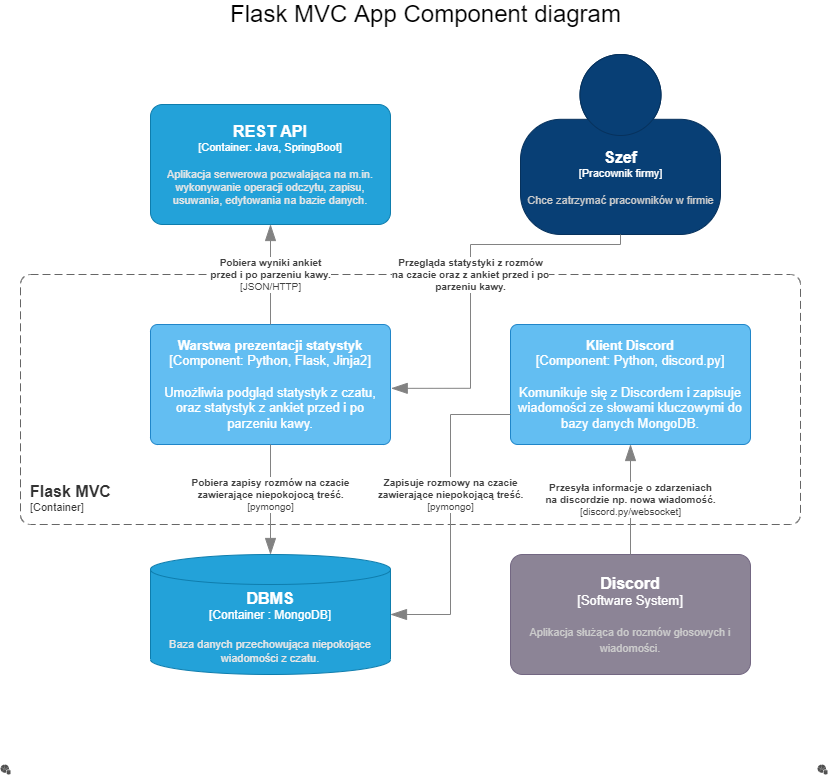 Flask MVC App Component diagram
REST API
[Container: Java, SpringBoot]
Aplikacja serwerowa pozwalająca na m.in.
wykonywanie operacji odczytu, zapisu,
usuwania, edytowania na bazie danych.
Szef
[Pracownik firmy]
Chce zatrzymać pracowników w firmie
Pobiera wyniki ankiet
przed i po parzeniu kawy.
[JSON/HTTP]
Przegląda statystyki z rozmów
na czacie oraz z ankiet przed i po
parzeniu kawy.
Warstwa prezentacji statystyk
[Component: Python, Flask, Jinja2]
Umożliwia podgląd statystyk z czatu,
oraz statystyk z ankiet przed i po
parzeniu kawy.
Klient Discord
[Component: Python, discord.py]
Komunikuje się z Discordem i zapisuje
wiadomości ze słowami kluczowymi do
bazy danych MongoDB.
Flask MVC
[Container]
Pobiera zapisy rozmów na czacie
zawierające niepokojocą treść.
[pymongo]
Zapisuje rozmowy na czacie
zawierające niepokojącą treść.
[pymongo]
Przesyła informacje o zdarzeniach
na discordzie np. nowa wiadomość.
[discord.py/websocket]
DBMS
[Container : MongoDB]
Baza danych przechowująca niepokojące
wiadomości z czatu.
Discord
[Software System]
Aplikacja służąca do rozmów głosowych i
wiadomości.